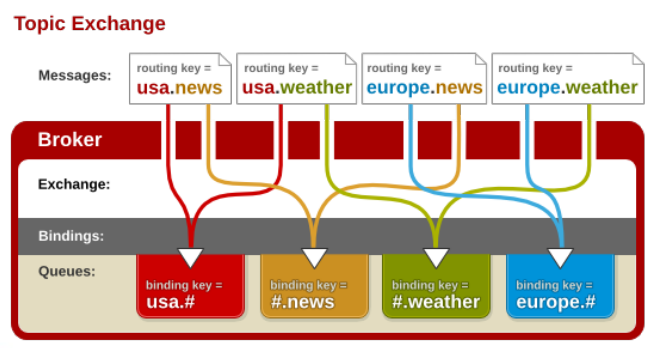 Topic Exchange
Messages:
routing key =
usa.news
routing key =
usa.weather
routing key =
europe.news
routing key =
europe.weather
Broker
Exchange:
Bindings:
Queues:
binding key =
usa.#
binding key =
#.news
binding key =
#.weather
binding key =
europe.#